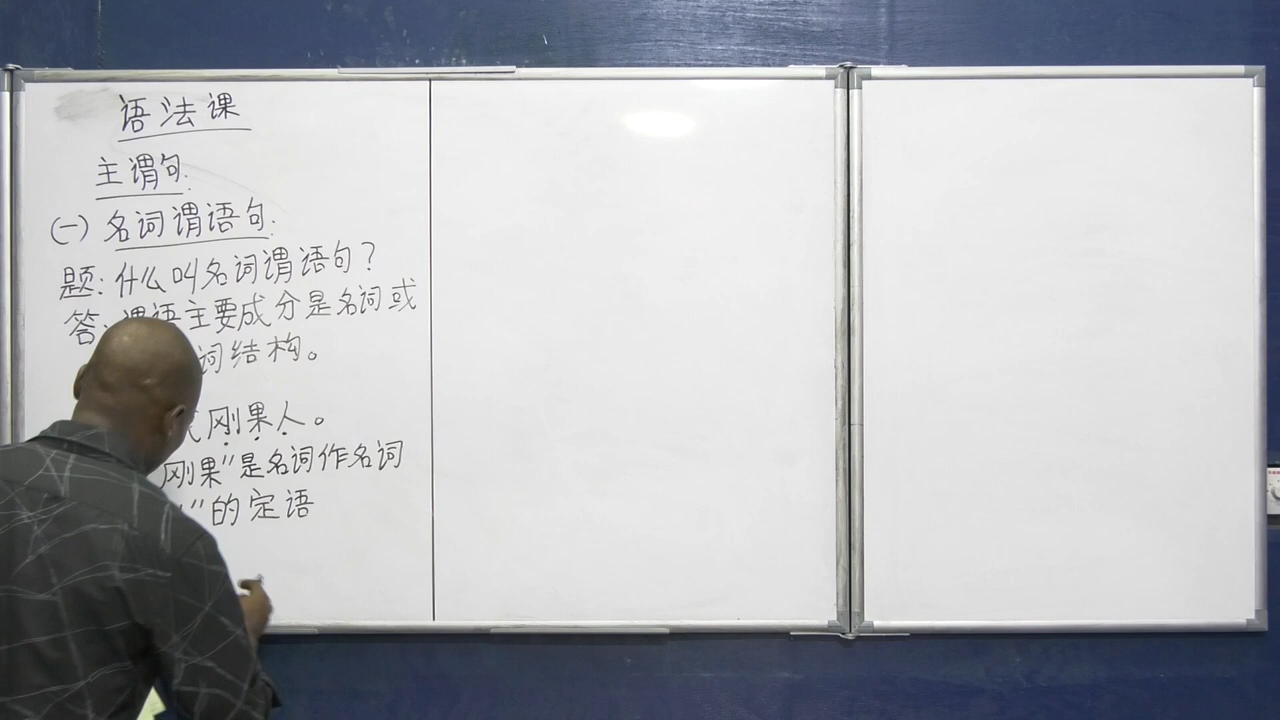 语法课
主谓句.
(一) 名词谓语句.
题: 什么叫名词谓语句?
答: 谓语主要成分是名词或
词结构。
刚果人。
刚果"是名词作名词
"的定语